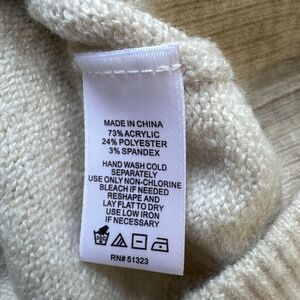 MADE IN CHINA
73% ACRYLIC
24% POLYESTER
3% SPANDEX
HAND WASH COLD
SEPARATELY
USE ONLY NON-CHLORINE
BLEACH IF NEEDED
RESHAPE AND
LAY FLAT TO DRY
USE LOW IRON
IF NECESSARY
RN# 51323